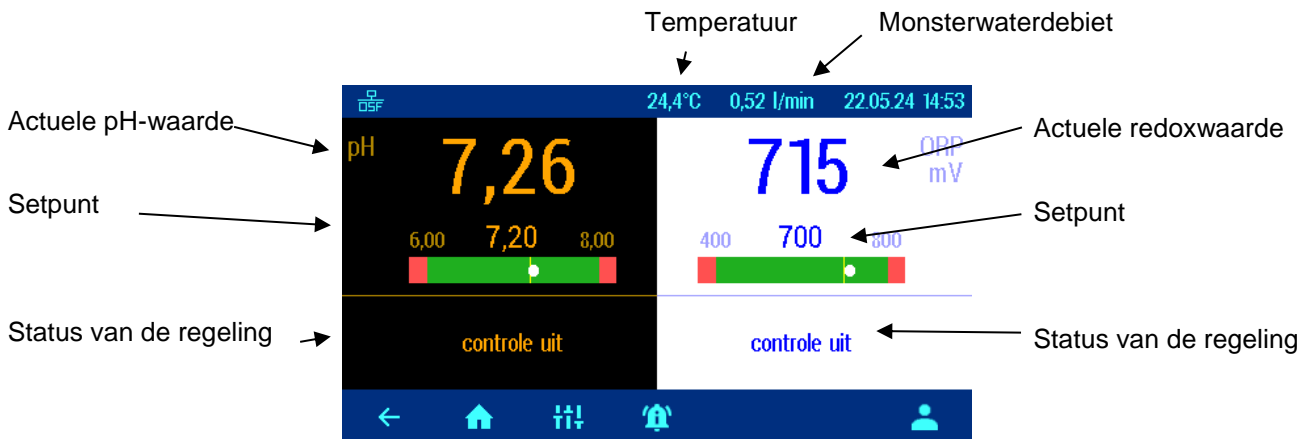 Temperatuur Monsterwaterdebiet
OSF 24,4°C 0,52 l/min 22.05.24 14:53
Actuele pH-waarde
pH 7,26
715 ORP
mV
Actuele redoxwaarde
Setpunt
6,00 7,20 8,00
400 700 800
Setpunt
Status van de regeling
controle uit
controle uit
Status van de regeling